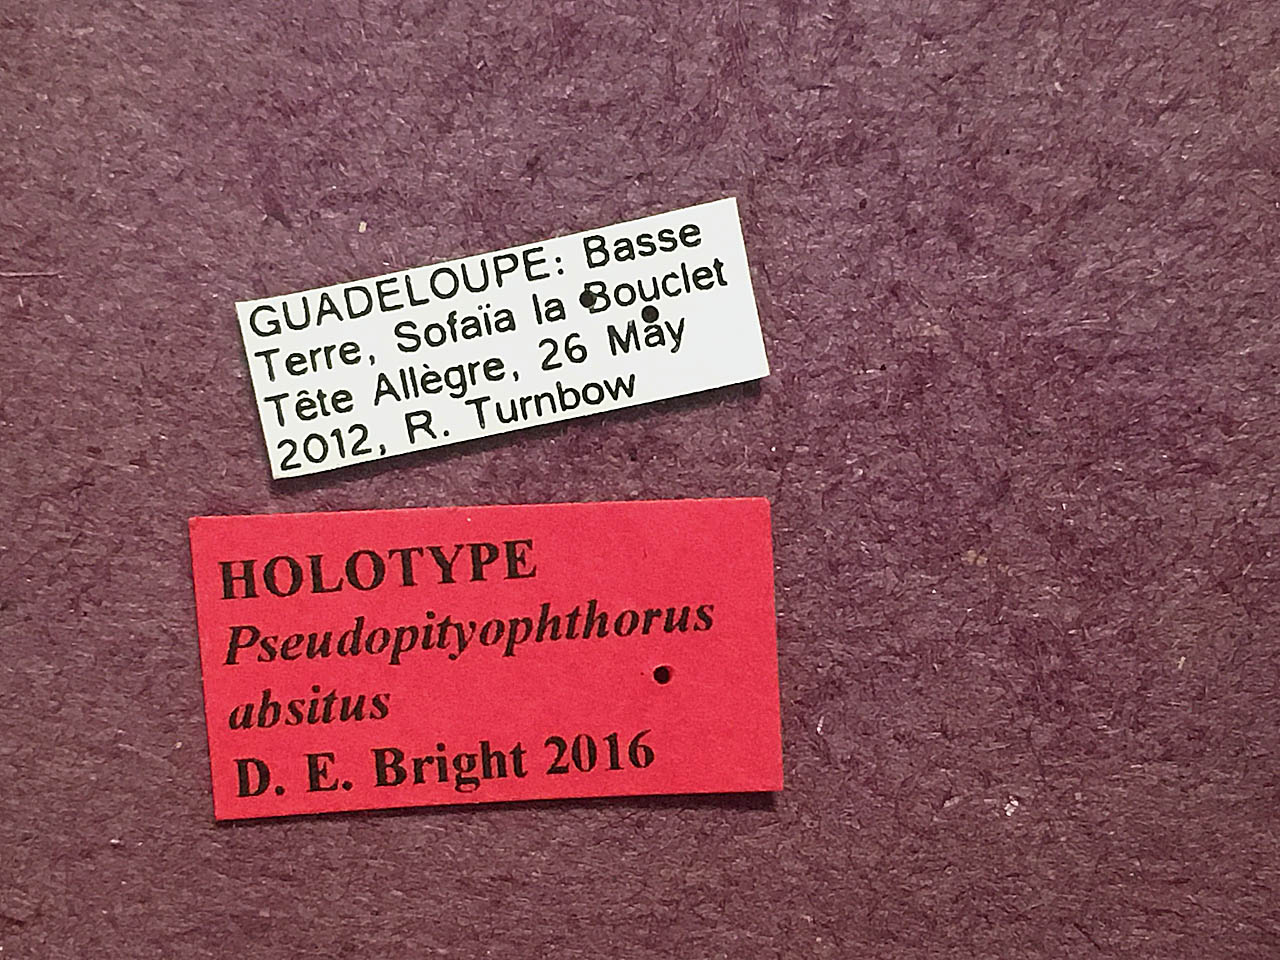 GUADELOUPE: Basse
Terre, Sofaïa la Bouclet
Tête Allègre, 26 May
2012, R. Turnbow
HOLOTYPE
Pseudopityophthorus
absitus
D. E. Bright 2016